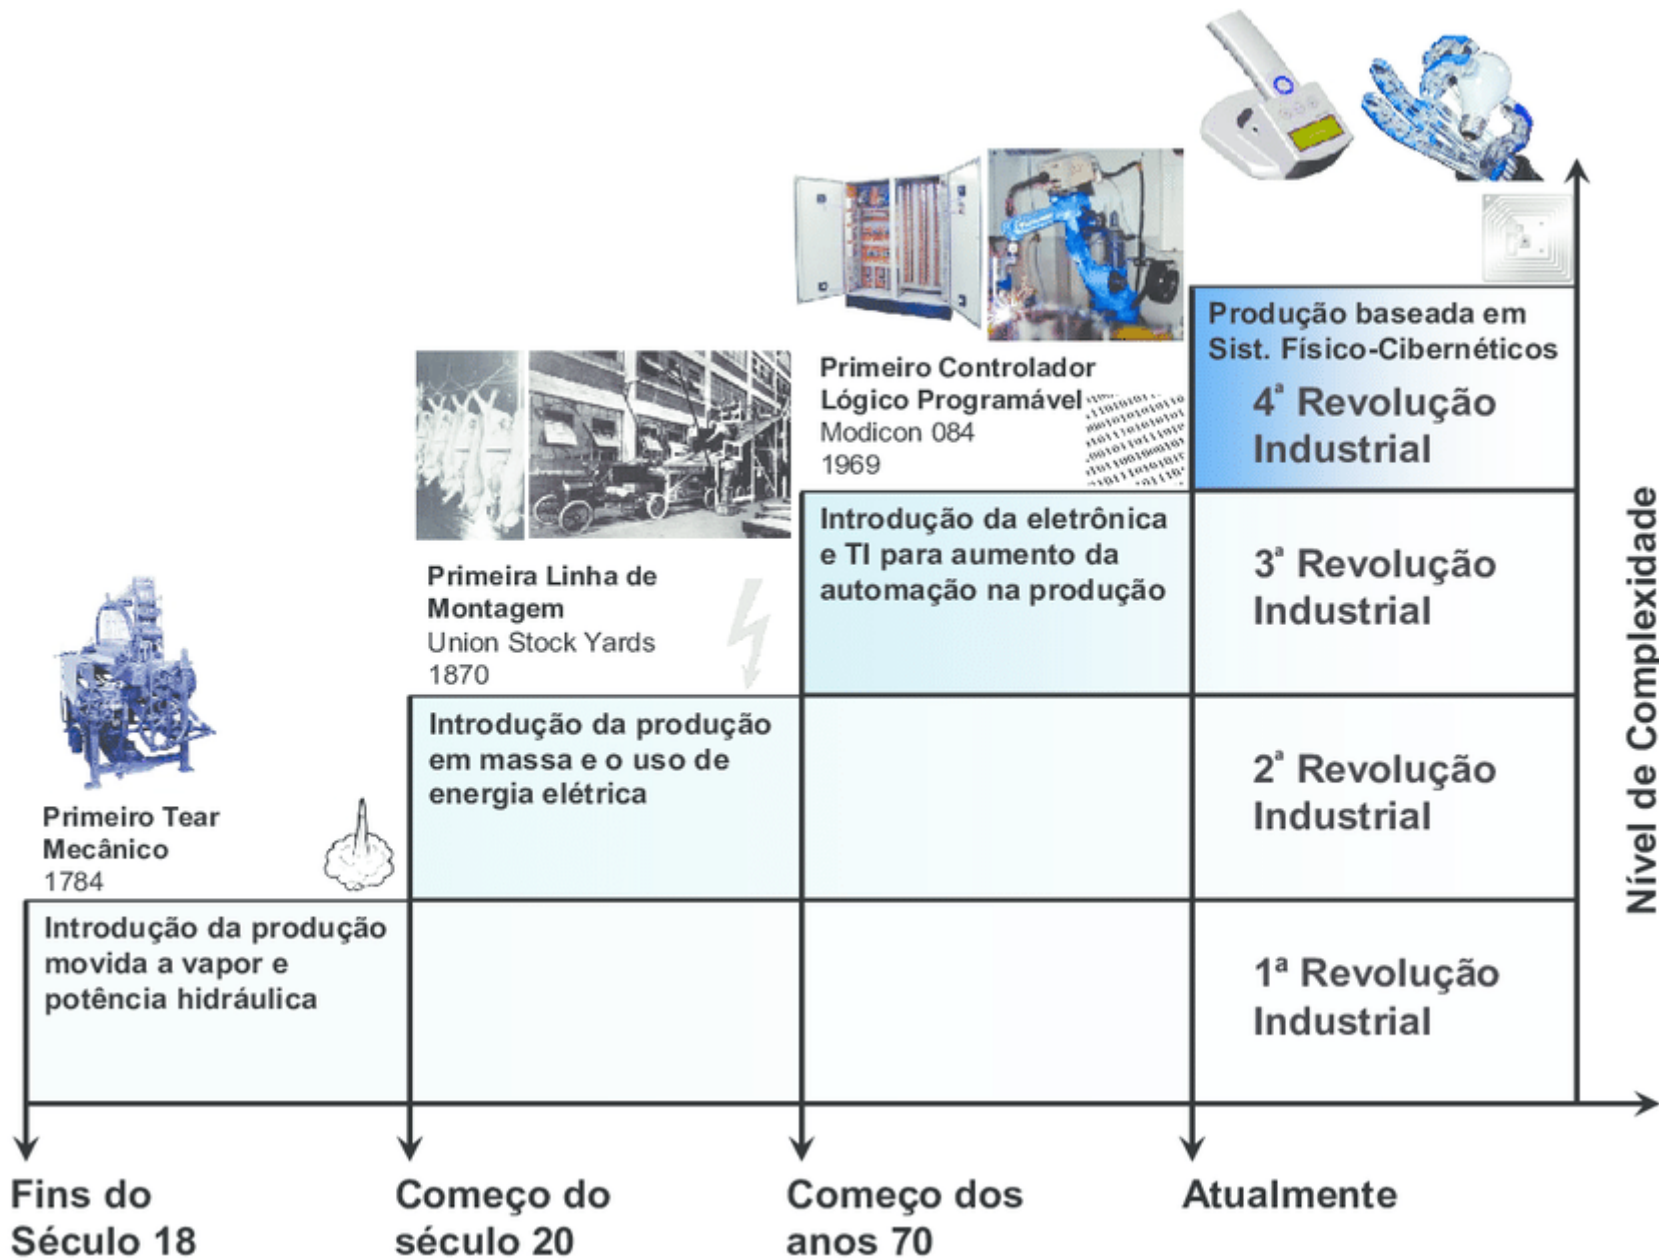 Produção baseada em
Sist. Físico-Cibernéticos
4ª Revolução
Industrial
Primeiro Controlador
Lógico Programável
Modicon 084
1969
Introdução da eletrônica
e TI para aumento da
automação na produção
3ª Revolução
Industrial
Primeira Linha de
Montagem
Union Stock Yards
1870
Introdução da produção
em massa e o uso de
energia elétrica
2ª Revolução
Industrial
Primeiro Tear
Mecânico
1784
Introdução da produção
movida a vapor e
potência hidráulica
1ª Revolução
Industrial
Nível de Complexidade
Fins do
Século 18
Começo do
século 20
Começo dos
anos 70
Atualmente